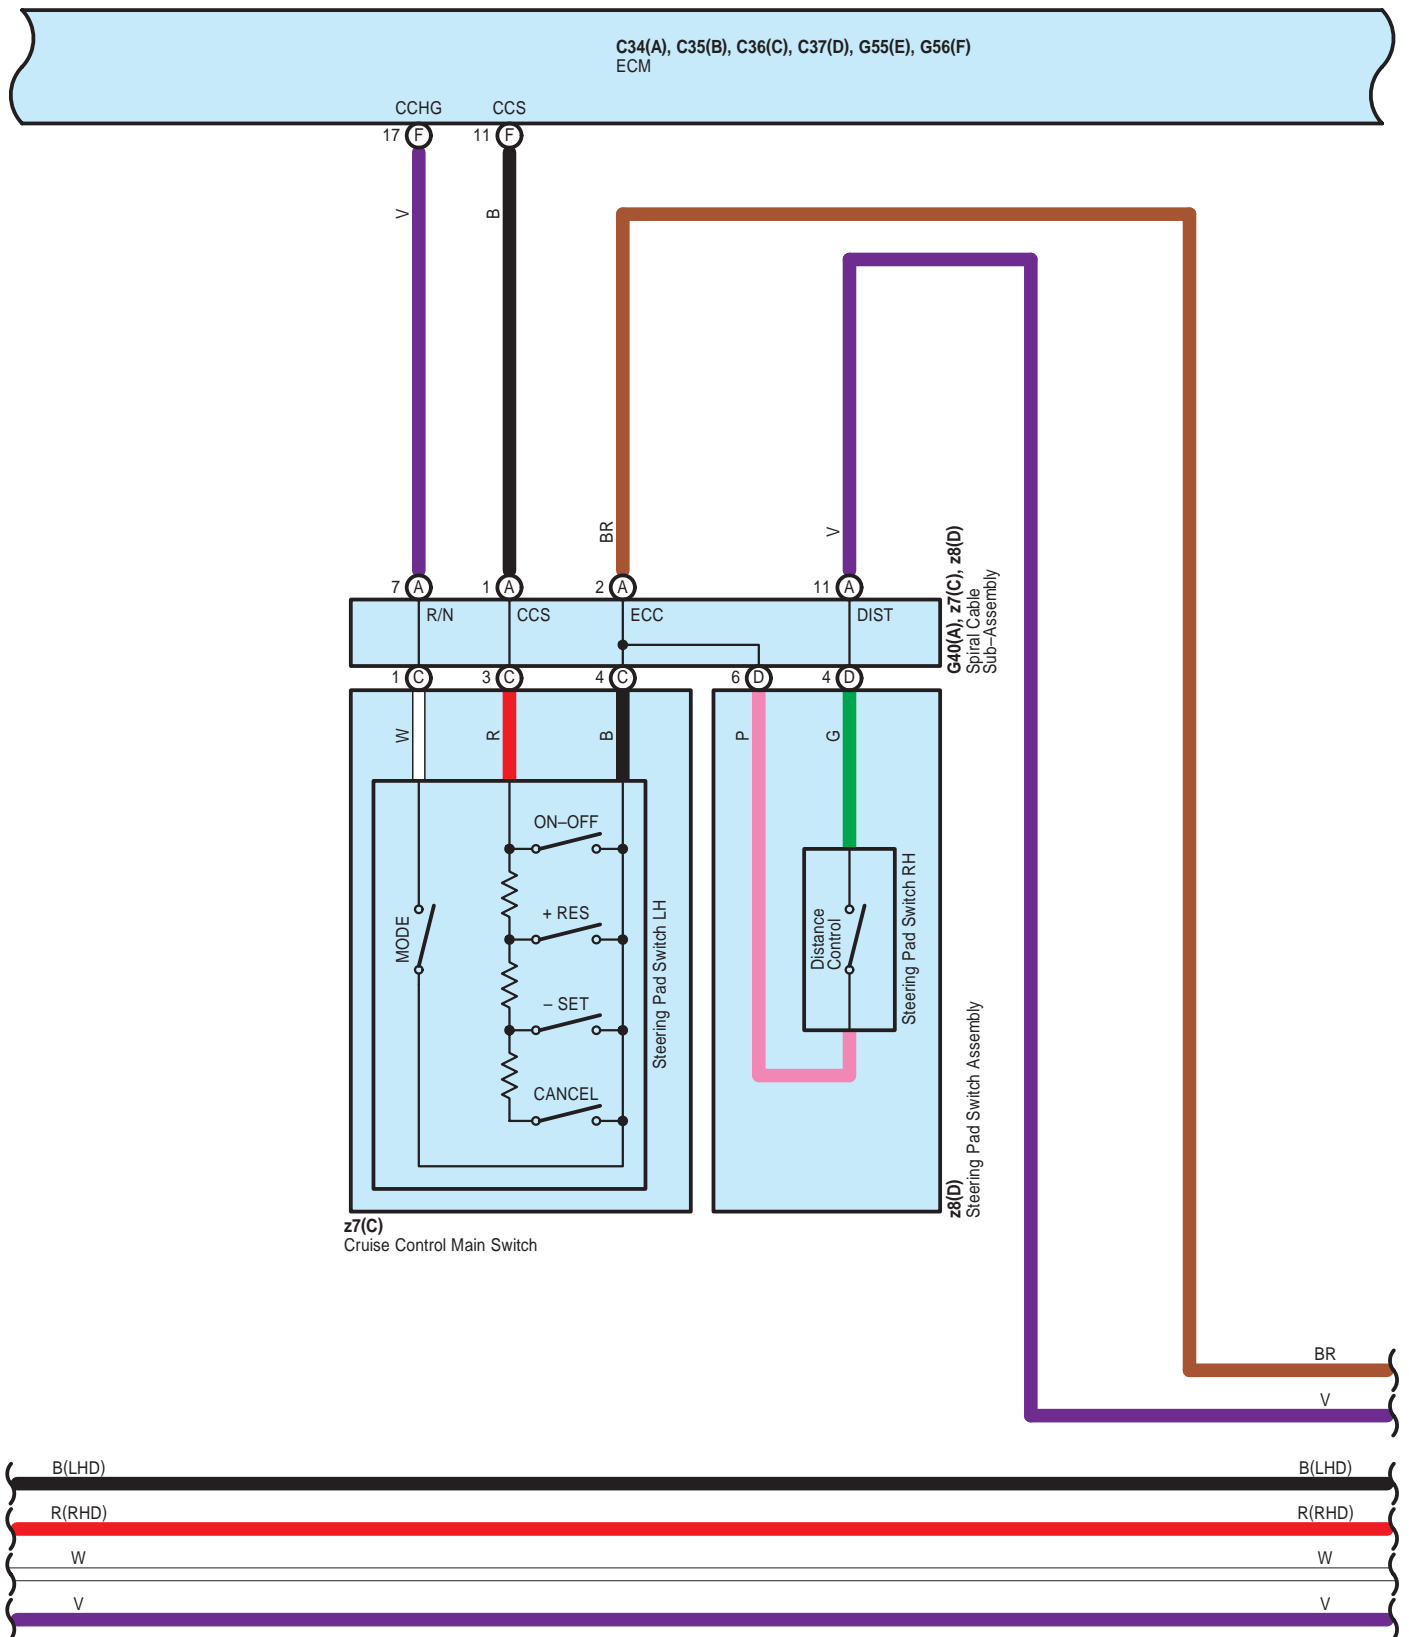 C34(A), C35(B), C36(C), C37(D), G55(E), G56(F)
ECM
CCHG
CCS
17 F
11 F
V
B
BR
V
7 A
1 A
2 A
11 A
R/N
CCS
ECC
DIST
G40(A), z7(C), z8(D)
Spiral Cable
Sub–Assembly
1 C
3 C
4 C
6 D
4 D
W
R
B
P
G
ON–OFF
+ RES
– SET
CANCEL
MODE
Steering Pad Switch LH
Distance
Control
Steering Pad Switch RH
z8(D)
Steering Pad Switch Assembly
z7(C)
Cruise Control Main Switch
BR
V
B(LHD)
B(LHD)
R(RHD)
R(RHD)
W
W
V
V